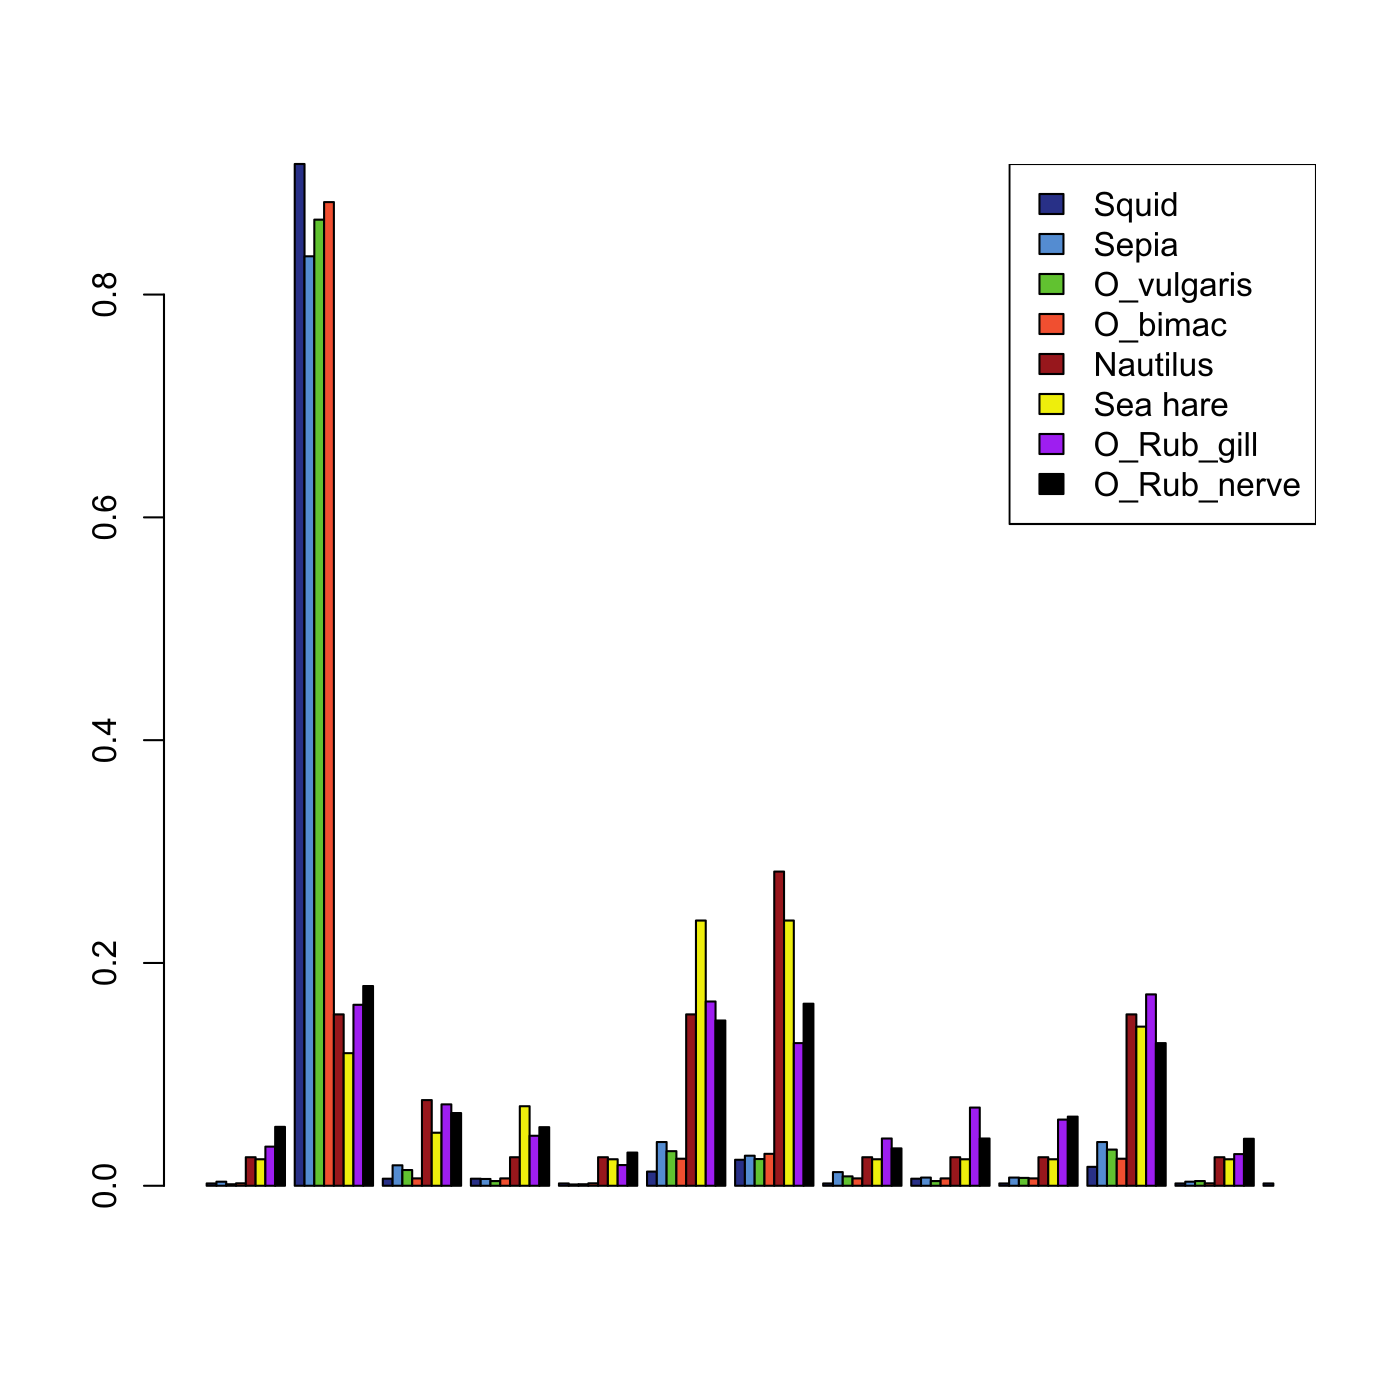 0.8
0.6
0.4
0.2
0.0
Squid
Sepia
O_vulgaris
O_bimac
Nautilus
Sea hare
O_Rub_gill
O_Rub_nerve